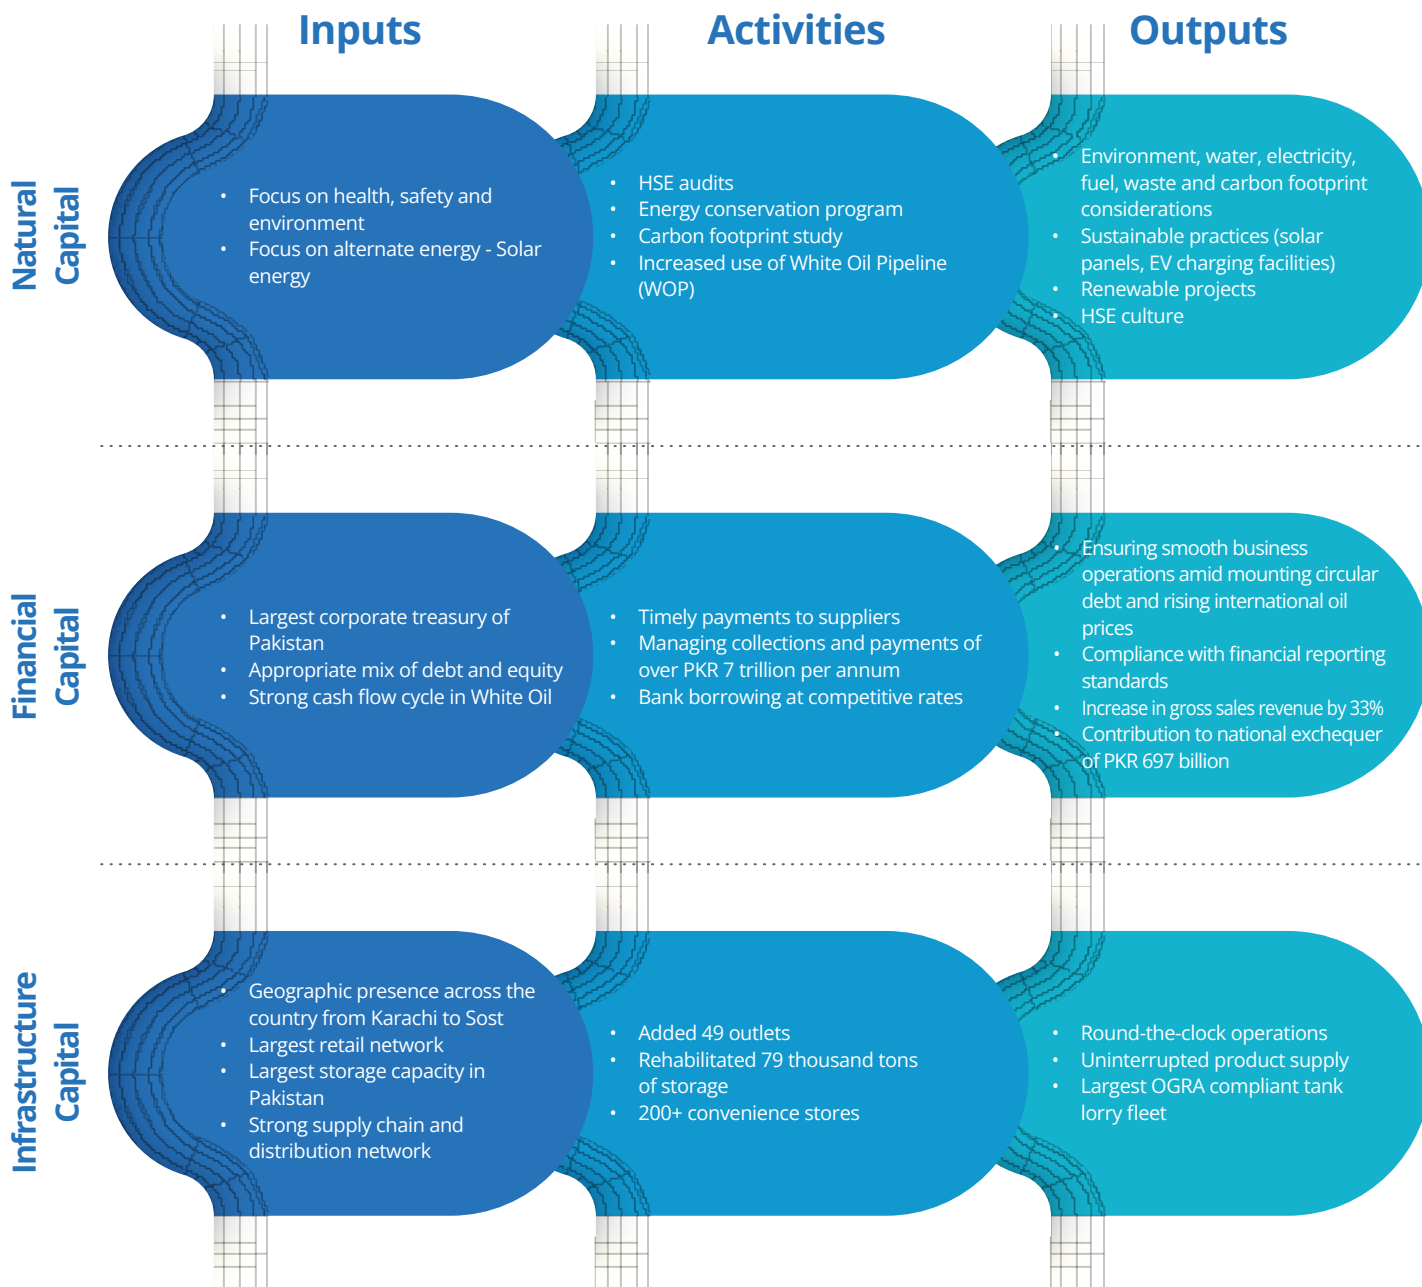 Inputs
Activities
Outputs
Natural
Capital
• Focus on health, safety and
environment
• Focus on alternate energy - Solar
energy
• HSE audits
• Energy conservation program
• Carbon footprint study
• Increased use of White Oil Pipeline
(WOP)
• Environment, water, electricity,
fuel, waste and carbon footprint
considerations
• Sustainable practices (solar
panels, EV charging facilities)
• Renewable projects
• HSE culture
Financial
Capital
• Largest corporate treasury of
Pakistan
• Appropriate mix of debt and equity
• Strong cash flow cycle in White Oil
• Timely payments to suppliers
• Managing collections and payments of
over PKR 7 trillion per annum
• Bank borrowing at competitive rates
• Ensuring smooth business
operations amid mounting circular
debt and rising international oil
prices
• Compliance with financial reporting
standards
• Increase in gross sales revenue by 33%
• Contribution to national exchequer
of PKR 697 billion
Infrastructure
Capital
• Geographic presence across the
country from Karachi to Sost
• Largest retail network
• Largest storage capacity in
Pakistan
• Strong supply chain and
distribution network
• Added 49 outlets
• Rehabilitated 79 thousand tons
of storage
• 200+ convenience stores
• Round-the-clock operations
• Uninterrupted product supply
• Largest OGRA compliant tank
lorry fleet